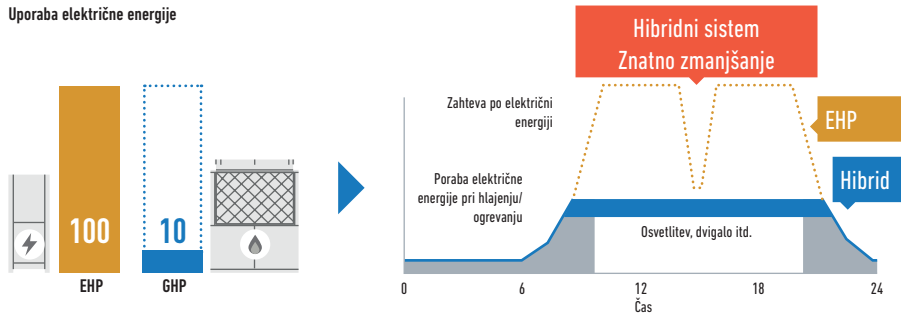 Uporaba električne energije
100
10
EHP
GHP
Hibridni sistem
Znatno zmanjšanje
Zahteva po električni
energiji
EHP
Poraba električne
energije pri hlajenju/
ogrevanju
Hibrid
Osvetlitev, dvigalo itd.
0
6
12
18
24
Čas